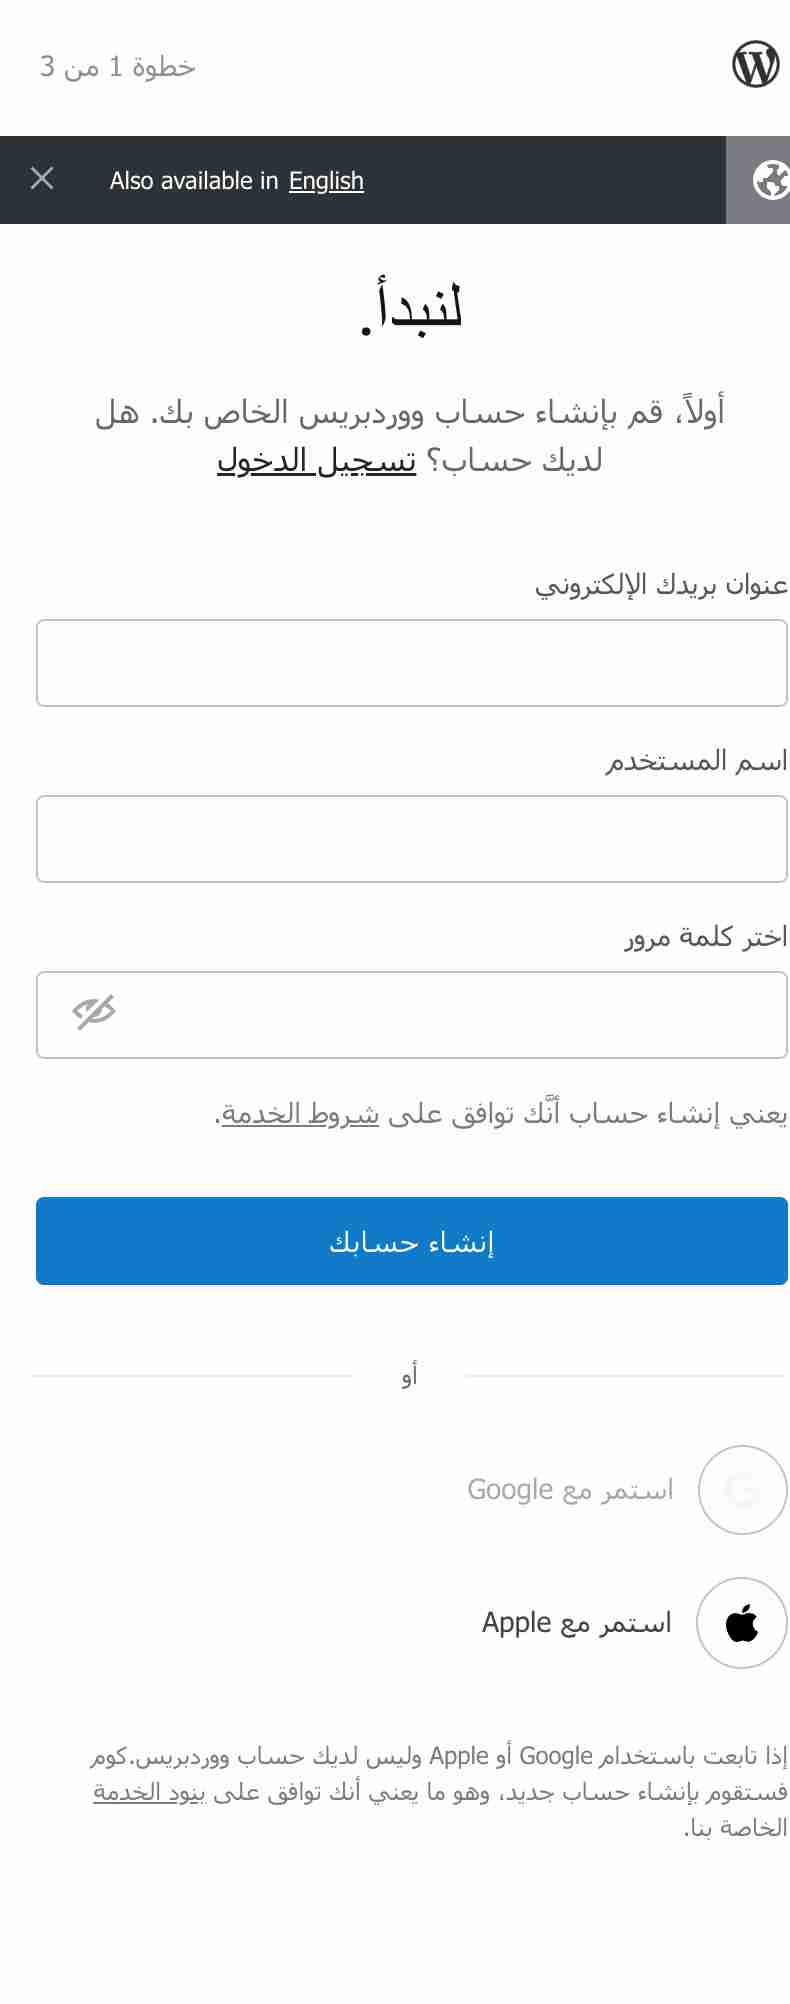 خطوة 1 من 3
Also available in English
لنبدأ.
أولاً، قم بإنشاء حساب ووردبريس الخاص بك. هل
لديك حساب؟ تسجيل الدخول
عنوان بريدك الإلكتروني
اسم المستخدم
اختر كلمة مرور
يعني إنشاء حساب أنَّك توافق على شروط الخدمة.
إنشاء حسابك
أو
استمر مع Google
استمر مع Apple
إذا تابعت باستخدام Google أو Apple وليس لديك حساب ووردبريس.كوم
فستقوم بإنشاء حساب جديد، وهو ما يعني أنك توافق على بنود الخدمة
الخاصة بنا.